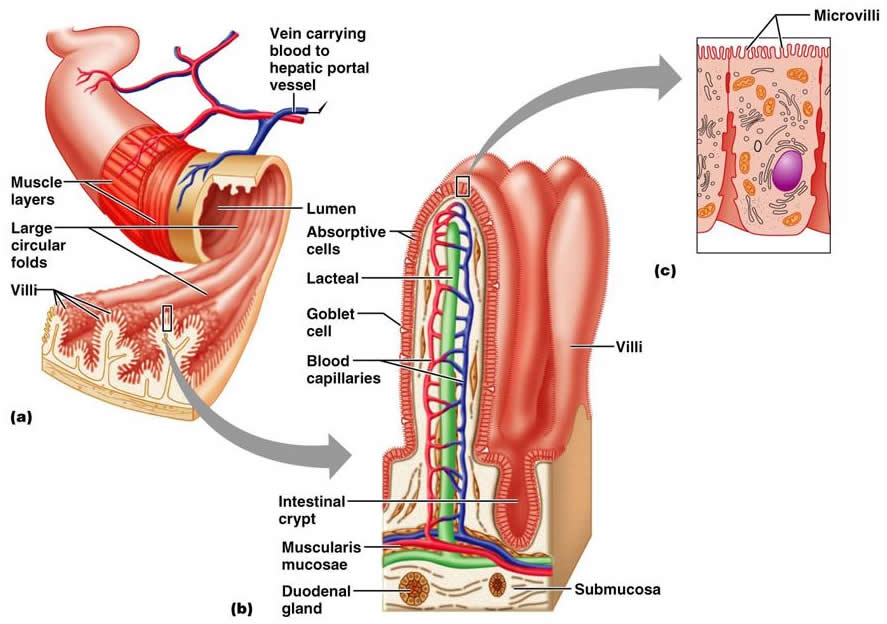 Vein carrying
blood to
hepatic portal
vessel
Muscle
layers
Large
circular
folds
Villi
Lumen
(a)
Absorptive
cells
Lacteal
Goblet
cell
Blood
capillaries
Villi
Intestinal
crypt
Muscularis
mucosae
Duodenal
gland
Submucosa
(b)
Microvilli
(c)